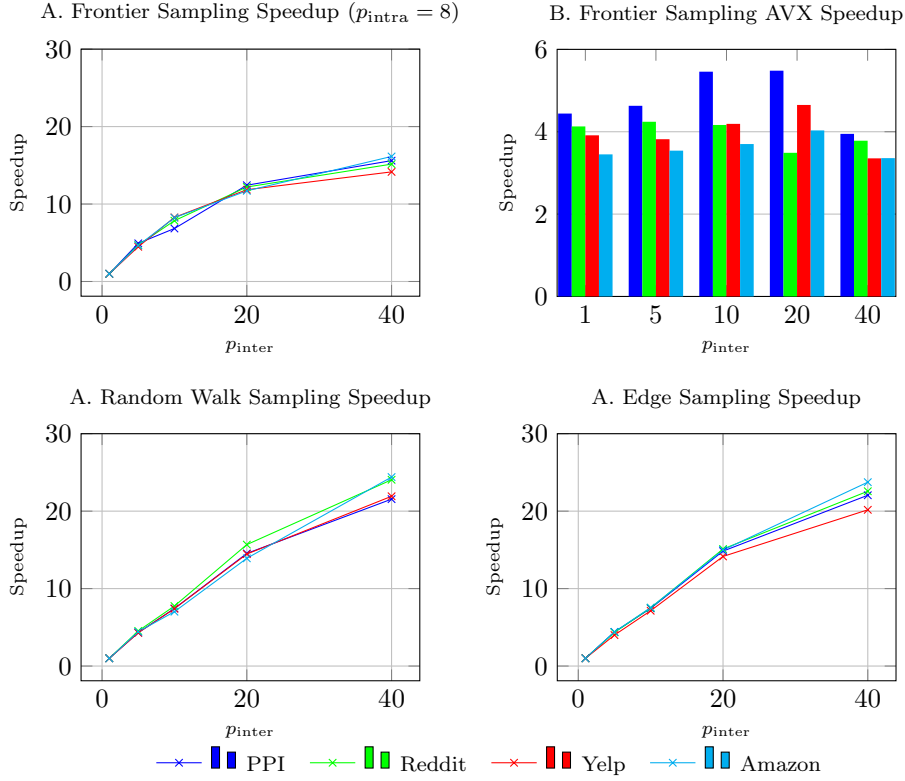 A. Frontier Sampling Speedup (p_intra = 8)
30
20
10
0
Speedup
0 20 40
p_inter
B. Frontier Sampling AVX Speedup
6
4
2
0
Speedup
1 5 10 20 40
p_inter
A. Random Walk Sampling Speedup
30
20
10
0
Speedup
0 20 40
p_inter
A. Edge Sampling Speedup
30
20
10
0
Speedup
0 20 40
p_inter
PPI Reddit Yelp Amazon